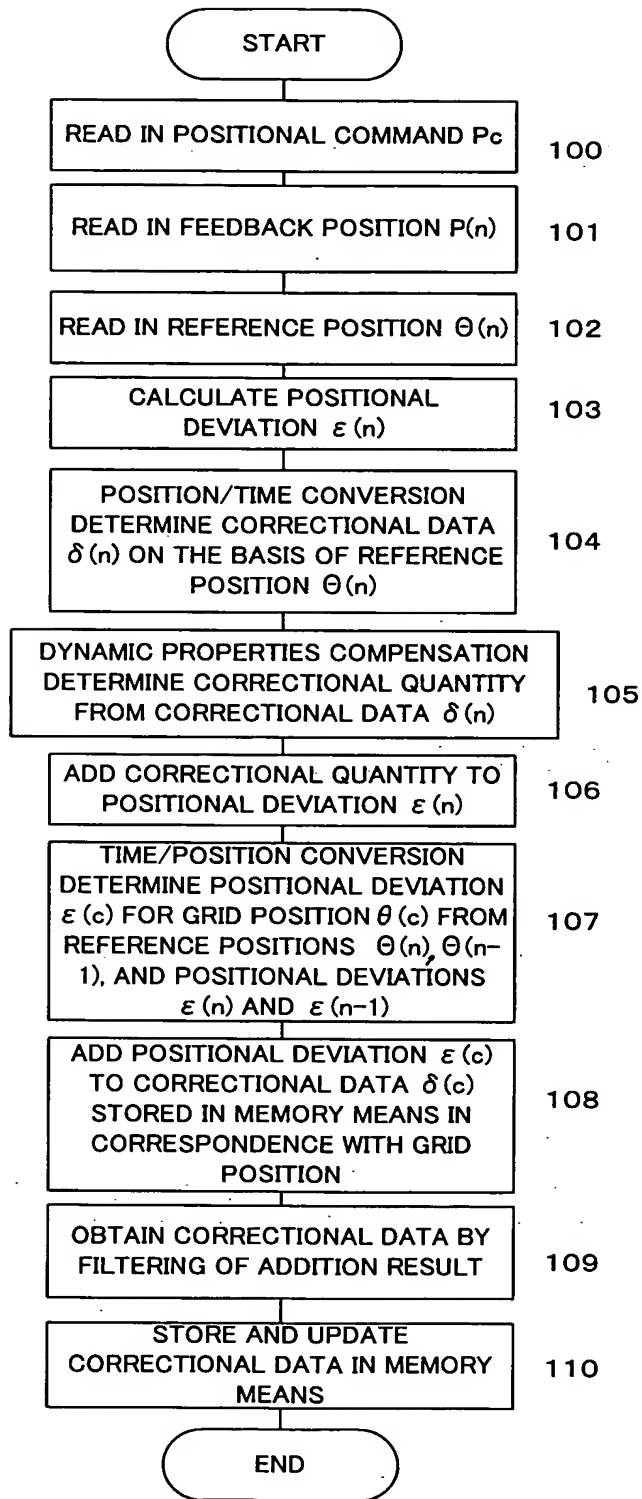 START
READ IN POSITIONAL COMMAND Pc
100
READ IN FEEDBACK POSITION P(n)
101
READ IN REFERENCE POSITION Θ(n)
102
CALCULATE POSITIONAL
DEVIATION ε(n)
103
POSITION/TIME CONVERSION
DETERMINE CORRECTIONAL DATA
δ(n) ON THE BASIS OF REFERENCE
POSITION Θ(n)
104
DYNAMIC PROPERTIES COMPENSATION
DETERMINE CORRECTIONAL QUANTITY
FROM CORRECTIONAL DATA δ(n)
105
ADD CORRECTIONAL QUANTITY TO
POSITIONAL DEVIATION ε(n)
106
TIME/POSITION CONVERSION
DETERMINE POSITIONAL DEVIATION
ε(c) FOR GRID POSITION θ(c) FROM
REFERENCE POSITIONS Θ(n), Θ(n-
1), AND POSITIONAL DEVIATIONS
ε(n) AND ε(n-1)
107
ADD POSITIONAL DEVIATION ε(c)
TO CORRECTIONAL DATA δ(c)
STORED IN MEMORY MEANS IN
CORRESPONDENCE WITH GRID
POSITION
108
OBTAIN CORRECTIONAL DATA BY
FILTERING OF ADDITION RESULT
109
STORE AND UPDATE
CORRECTIONAL DATA IN MEMORY
MEANS
110
END